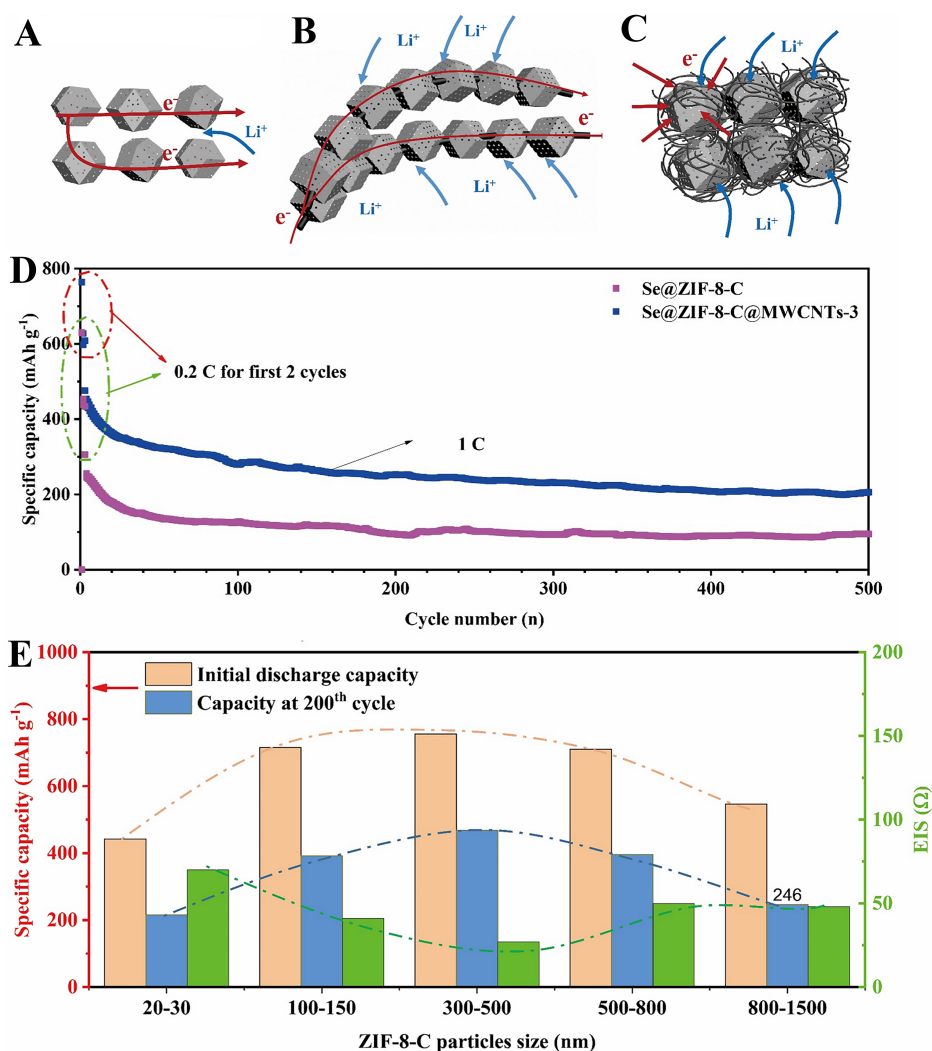 A
e-
Li+
e-
B
Li+
Li+
Li+
e-
Li+
e-
Li+
Li+
C
Li+
e-
Li+
D
Specific capacity (mAh g-1)
800
600
400
200
0
Se@ZIF-8-C
Se@ZIF-8-C@MWCNTs-3
0.2 C for first 2 cycles
1 C
0 100 200 300 400 500
Cycle number (n)
E
Specific capacity (mAh g-1)
1000
800
600
400
200
0
Initial discharge capacity
Capacity at 200th cycle
246
200
150
100
50
0
EIS (Ω)
20-30 100-150 300-500 500-800 800-1500
ZIF-8-C particles size (nm)